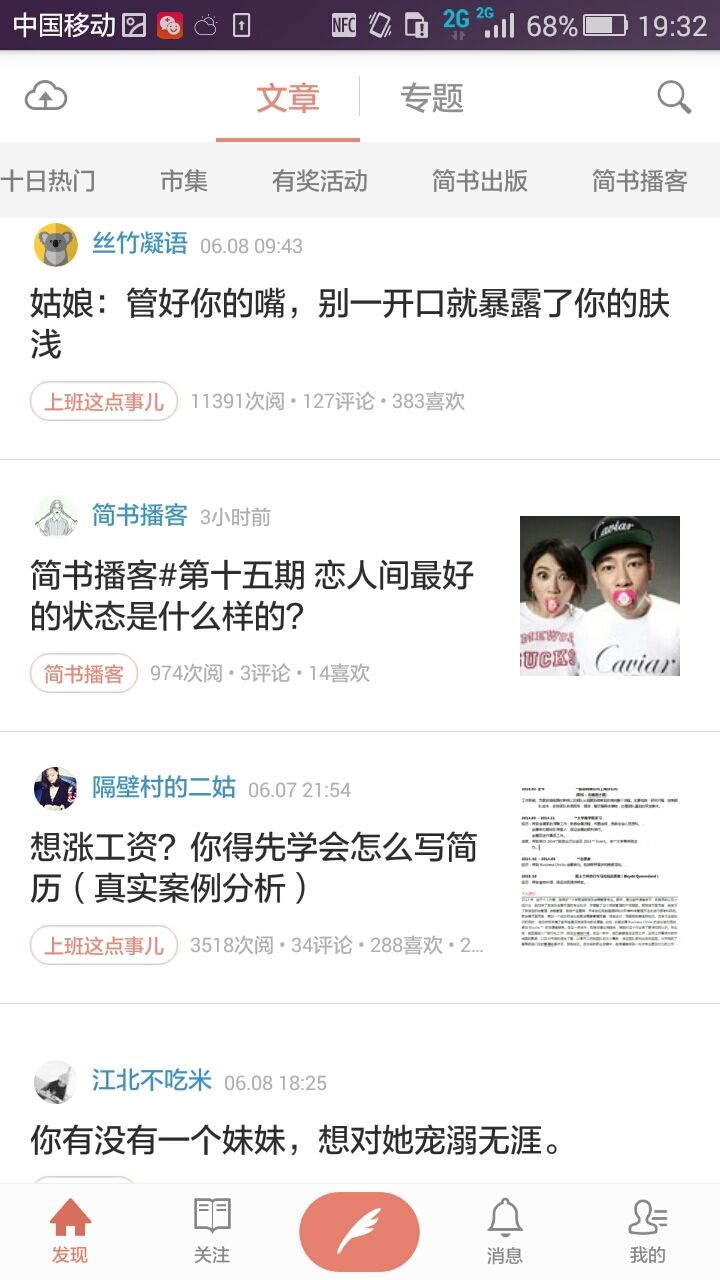 中国移动 NFC 2G 2G 68% 19:32
文章 专题
十日热门 市集 有奖活动 简书出版 简书播客
丝竹凝语 06.08 09:43
姑娘：管好你的嘴，别一开口就暴露了你的肤
浅
上班这点事儿 11391次阅 • 127评论 • 383喜欢
简书播客 3小时前
简书播客#第十五期 恋人间最好
的状态是什么样的?
简书播客 974次阅 • 3评论 • 14喜欢
Caviar
Caviar
隔壁村的二姑 06.07 21:54
想涨工资？你得先学会怎么写简
历（真实案例分析）
上班这点事儿 3518次阅 • 34评论 • 288喜欢 • 2...
江北不吃米 06.08 18:25
你有没有一个妹妹，想对她宠溺无涯。
发现 关注 消息 我的